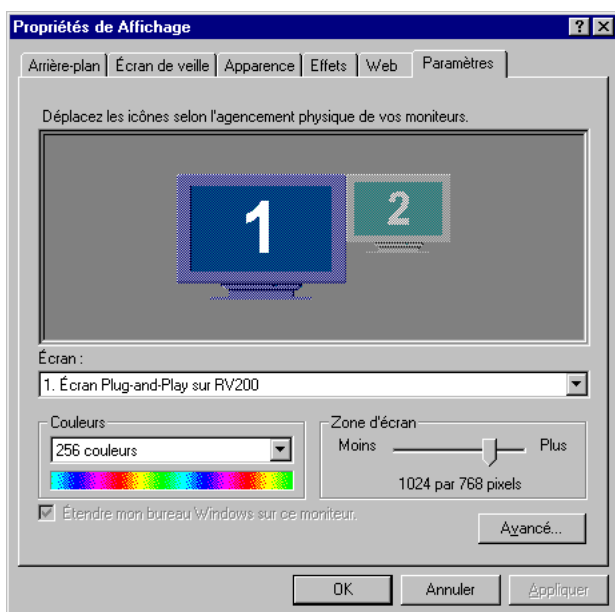 Propriétés de Affichage
Arrière-plan Écran de veille Apparence Effets Web Paramètres
Déplacez les icônes selon l'agencement physique de vos moniteurs.
1 2
Écran :
1. Écran Plug-and-Play sur RV200
Couleurs Zone d'écran
256 couleurs Moins Plus
1024 par 768 pixels
Étendre mon bureau Windows sur ce moniteur.
Avancé...
OK Annuler Appliquer